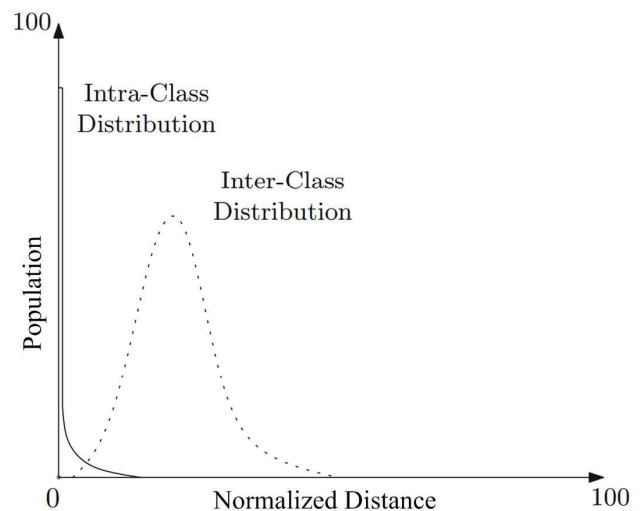 100
Intra-Class
Distribution
Inter-Class
Distribution
Population
0
Normalized Distance
100